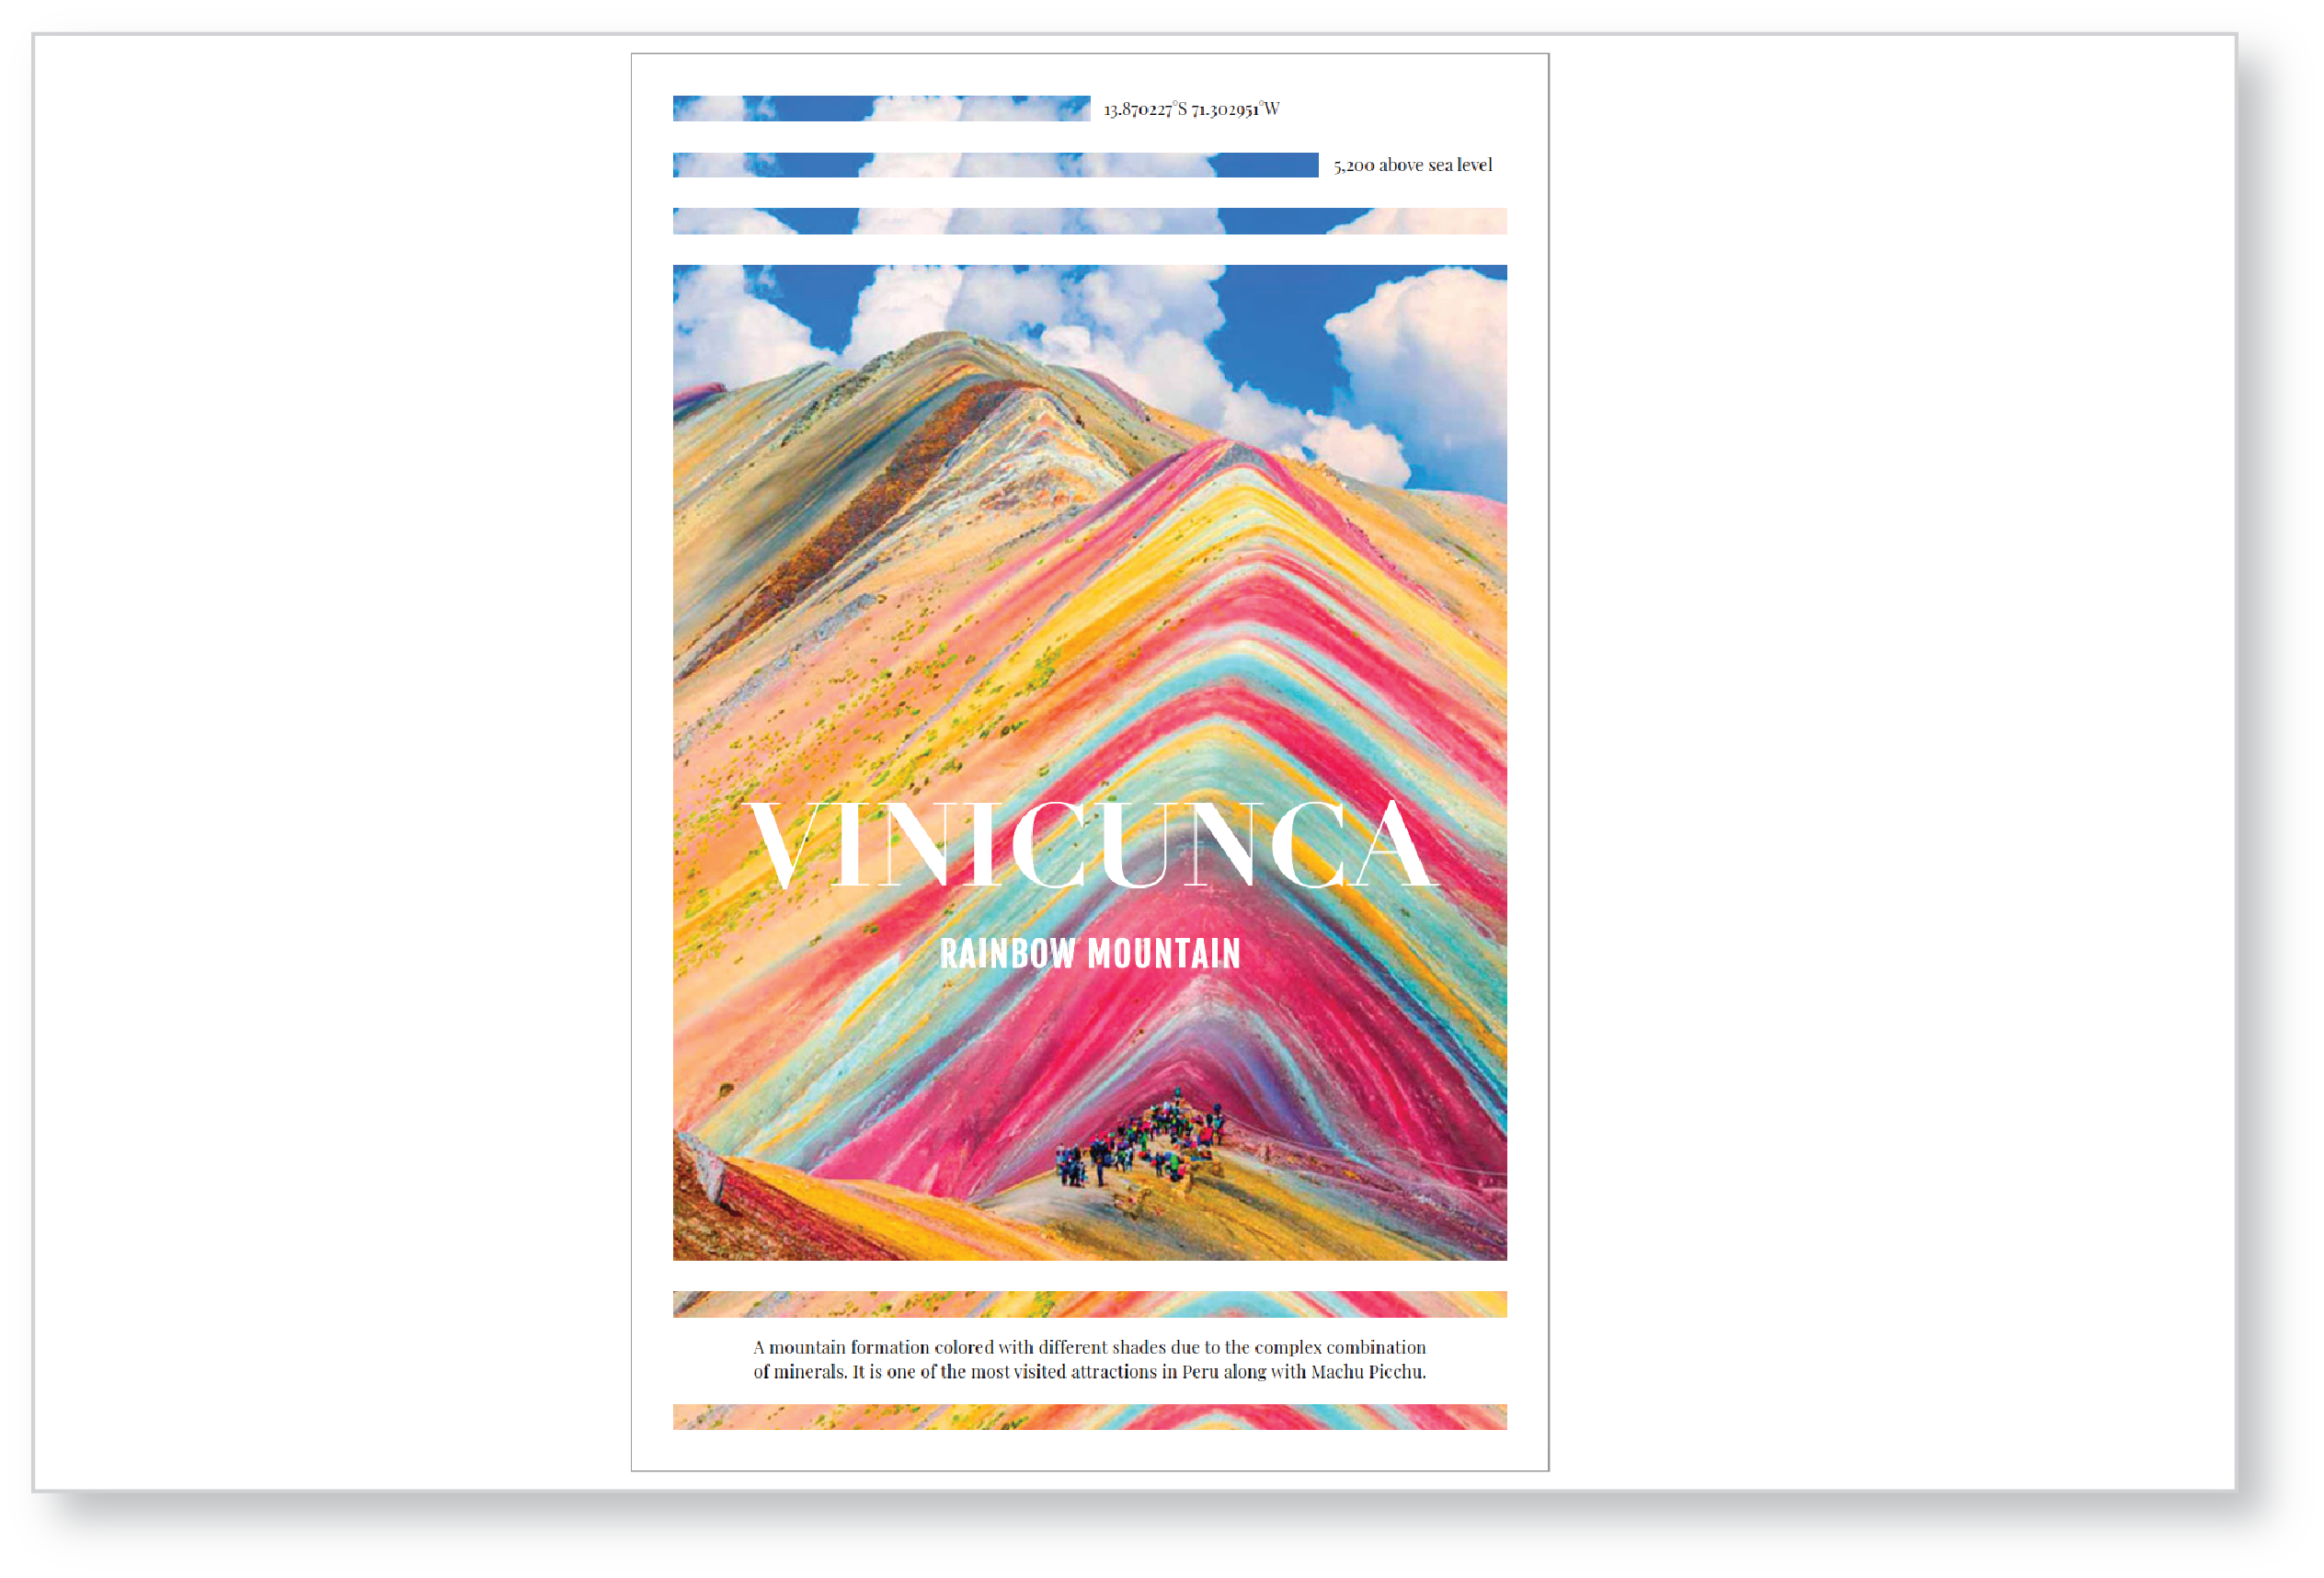 13.870227°S 71.302951°W
5,200 above sea level
VINICUNCA
RAINBOW MOUNTAIN
A mountain formation colored with different shades due to the complex combination
of minerals. It is one of the most visited attractions in Peru along with Machu Picchu.